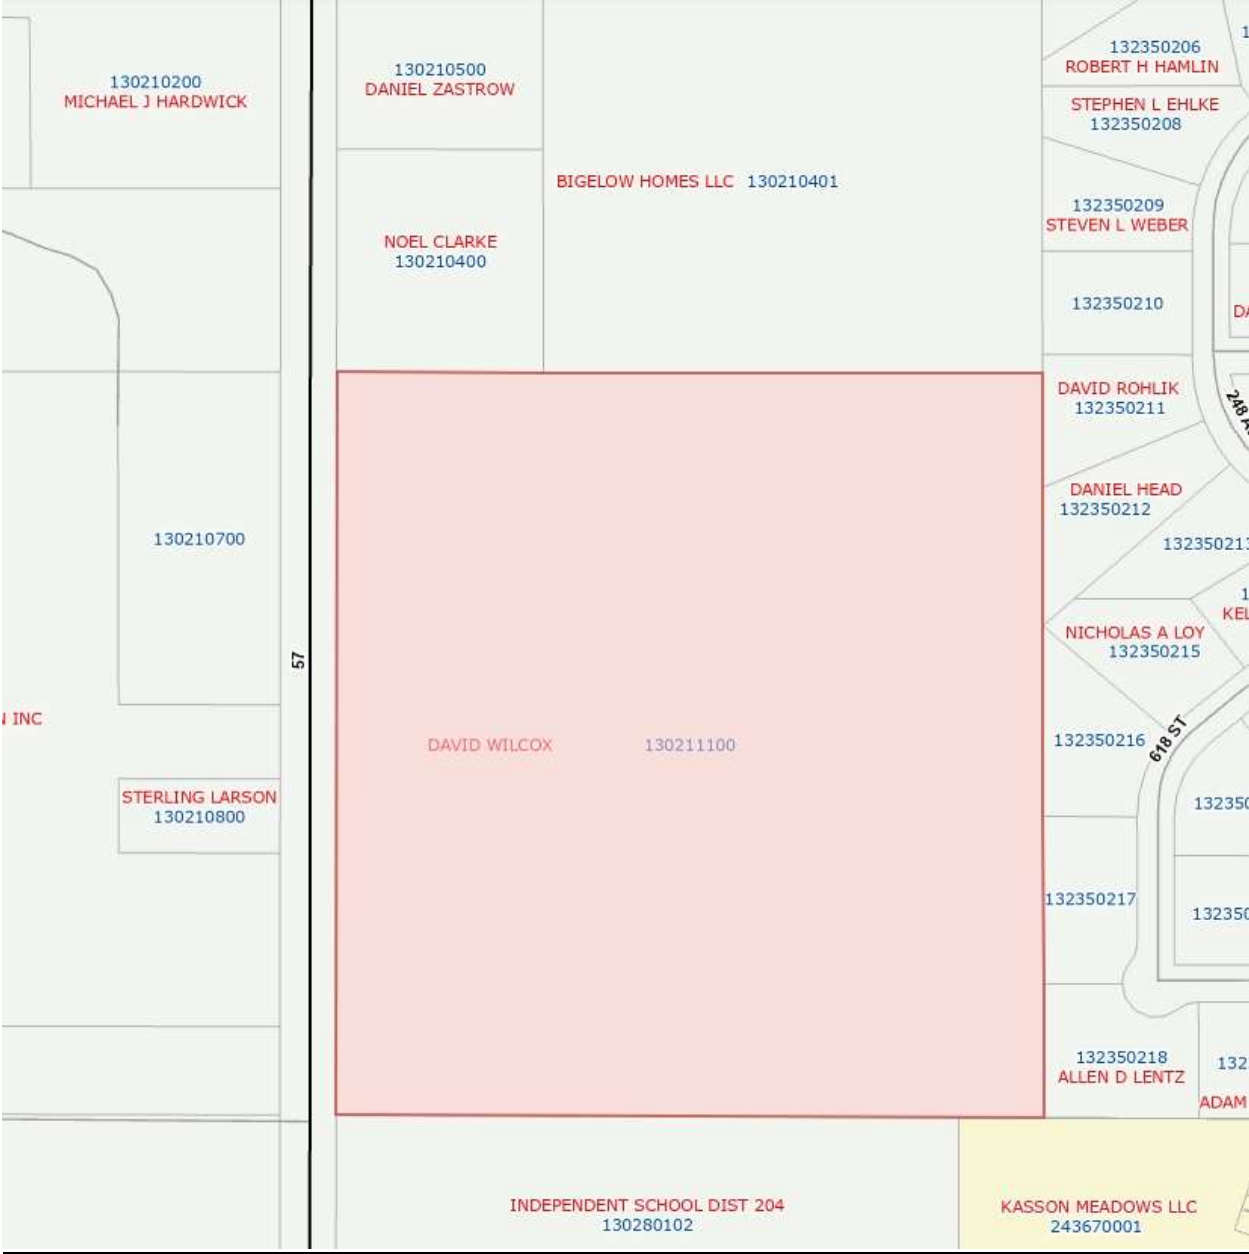 130210200
MICHAEL J HARDWICK
130210500
DANIEL ZASTROW
132350206
ROBERT H HAMLIN
STEPHEN L EHLKE
132350208
BIGELOW HOMES LLC 130210401
132350209
STEVEN L WEBER
NOEL CLARKE
130210400
132350210
DAVID ROHLIK
132350211
DANIEL HEAD
132350212
130210700
NICHOLAS A LOY
132350215
57
INC
DAVID WILCOX 130211100
132350216
618 ST
STERLING LARSON
130210800
132350217
132350218
ALLEN D LENTZ
ADAM
INDEPENDENT SCHOOL DIST 204
130280102
KASSON MEADOWS LLC
243670001